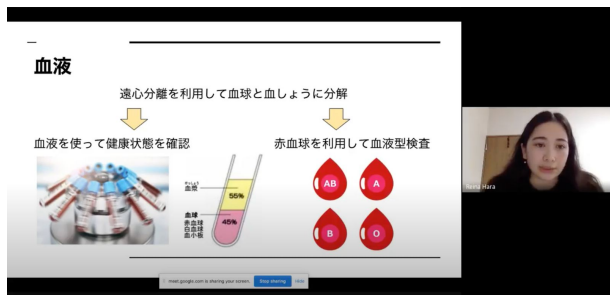 血液
遠心分離を利用して血球と血しょうに分解
血液を使って健康状態を確認
赤血球を利用して血液型検査
血漿
55%
血球
45%
赤血球
白血球
血小板
AB
A
B
O
Anna Hara
meet.google.com is sharing your screen.
Stop sharing
Hide